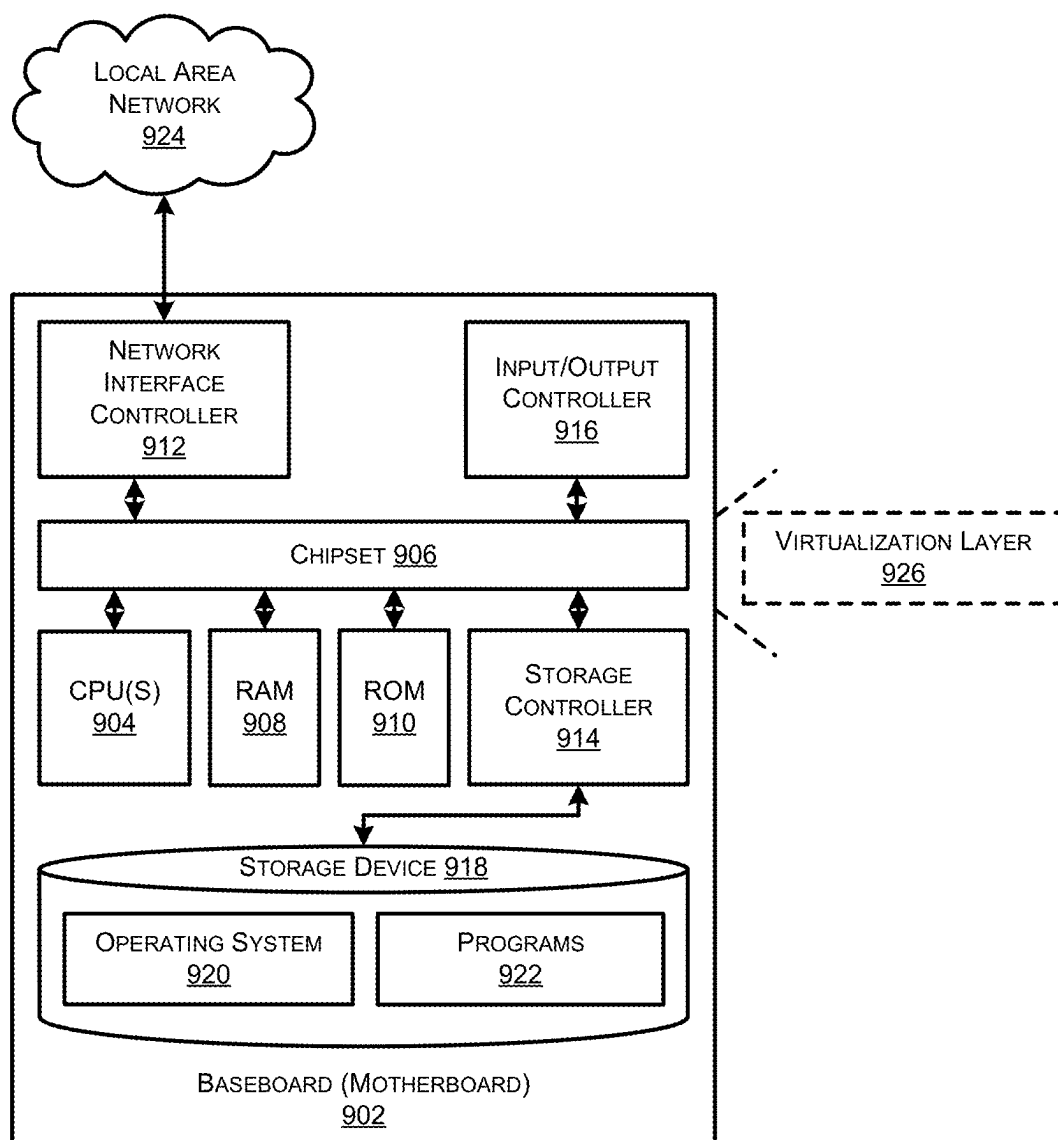 LOCAL AREA
NETWORK
924
NETWORK
INTERFACE
CONTROLLER
912
INPUT/OUTPUT
CONTROLLER
916
CHIPSET 906
VIRTUALIZATION LAYER
926
CPU(S)
904
RAM
908
ROM
910
STORAGE
CONTROLLER
914
STORAGE DEVICE 918
OPERATING SYSTEM
920
PROGRAMS
922
BASEBOARD (MOTHERBOARD)
902